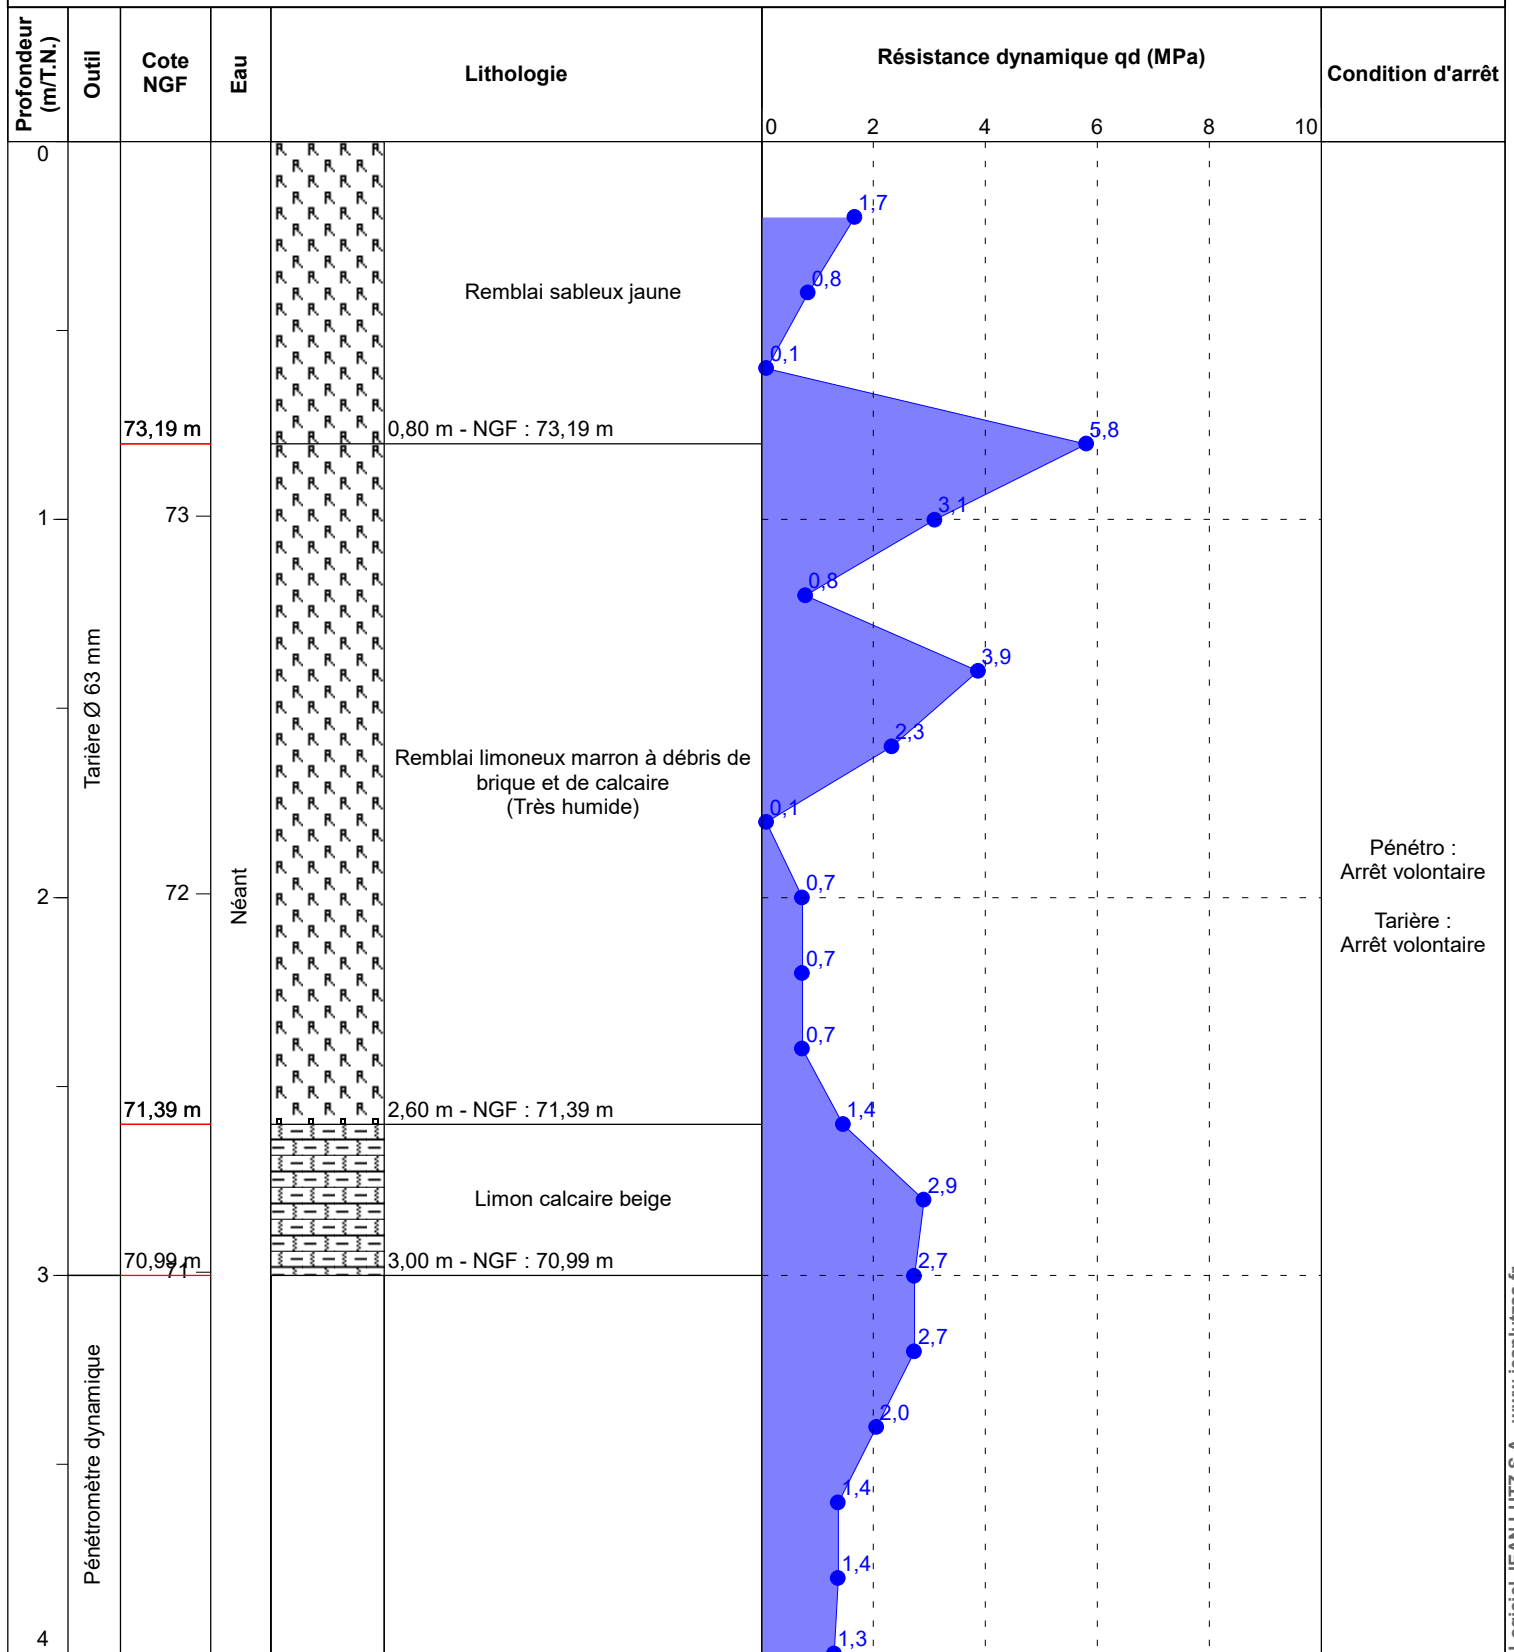 Profondeur
(m/T.N.)
Outil
Cote
NGF
Eau
Lithologie
Résistance dynamique qd (MPa)
Condition d'arrêt
0 2 4 6 8 10
0
1,7
0,8
Remblai sableux jaune
0,1
73,19 m
0,80 m - NGF : 73,19 m
5,8
1
73
3,1
0,8
3,9
Tarière Ø 63 mm
2,3
Remblai limoneux marron à débris de
brique et de calcaire
(Très humide)
0,1
Pénétro :
Arrêt volontaire
Tarière :
Arrêt volontaire
2
72
Néant
0,7
0,7
0,7
71,39 m
2,60 m - NGF : 71,39 m
1,4
Limon calcaire beige
2,9
70,99 m
71
3,00 m - NGF : 70,99 m
2,7
3
2,7
Pénétromètre dynamique
2,0
1,4
1,4
4
1,3